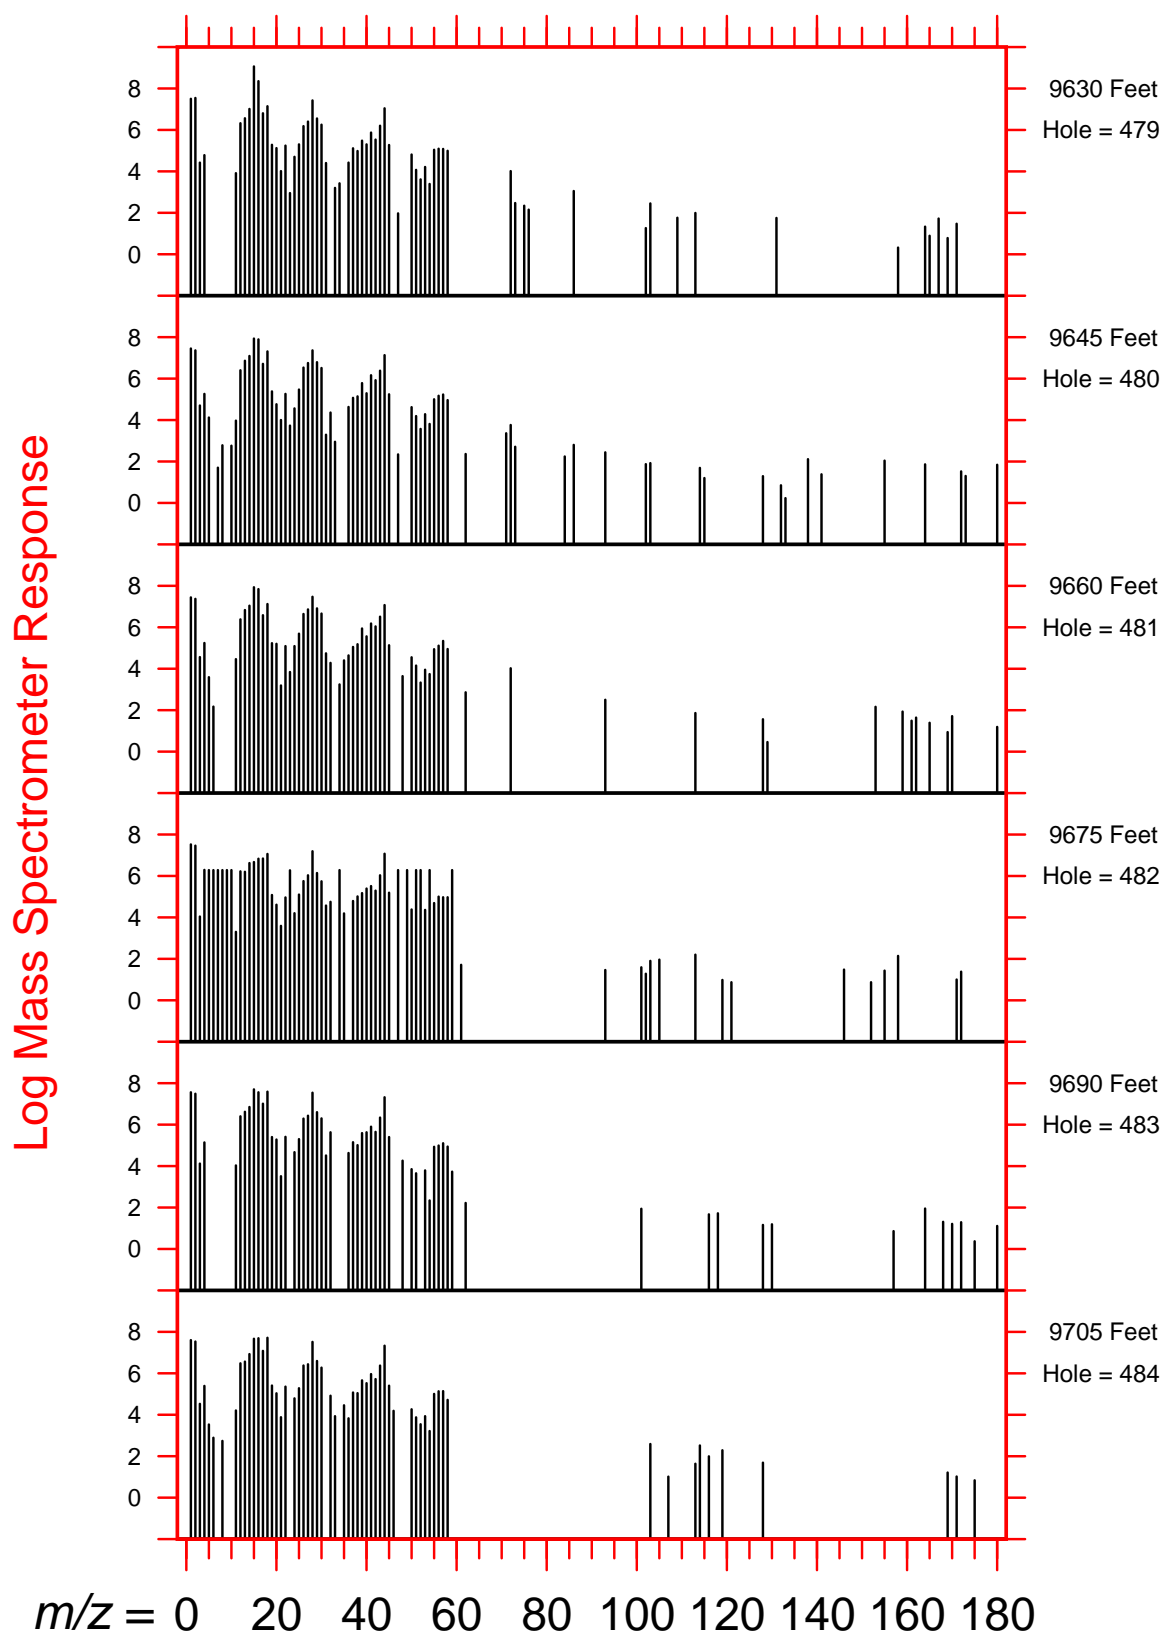 Log Mass Spectrometer Response
8
6
4
2
0
9630 Feet
Hole = 479
8
6
4
2
0
9645 Feet
Hole = 480
8
6
4
2
0
9660 Feet
Hole = 481
8
6
4
2
0
9675 Feet
Hole = 482
8
6
4
2
0
9690 Feet
Hole = 483
8
6
4
2
0
9705 Feet
Hole = 484
m/z = 0 20 40 60 80 100 120 140 160 180